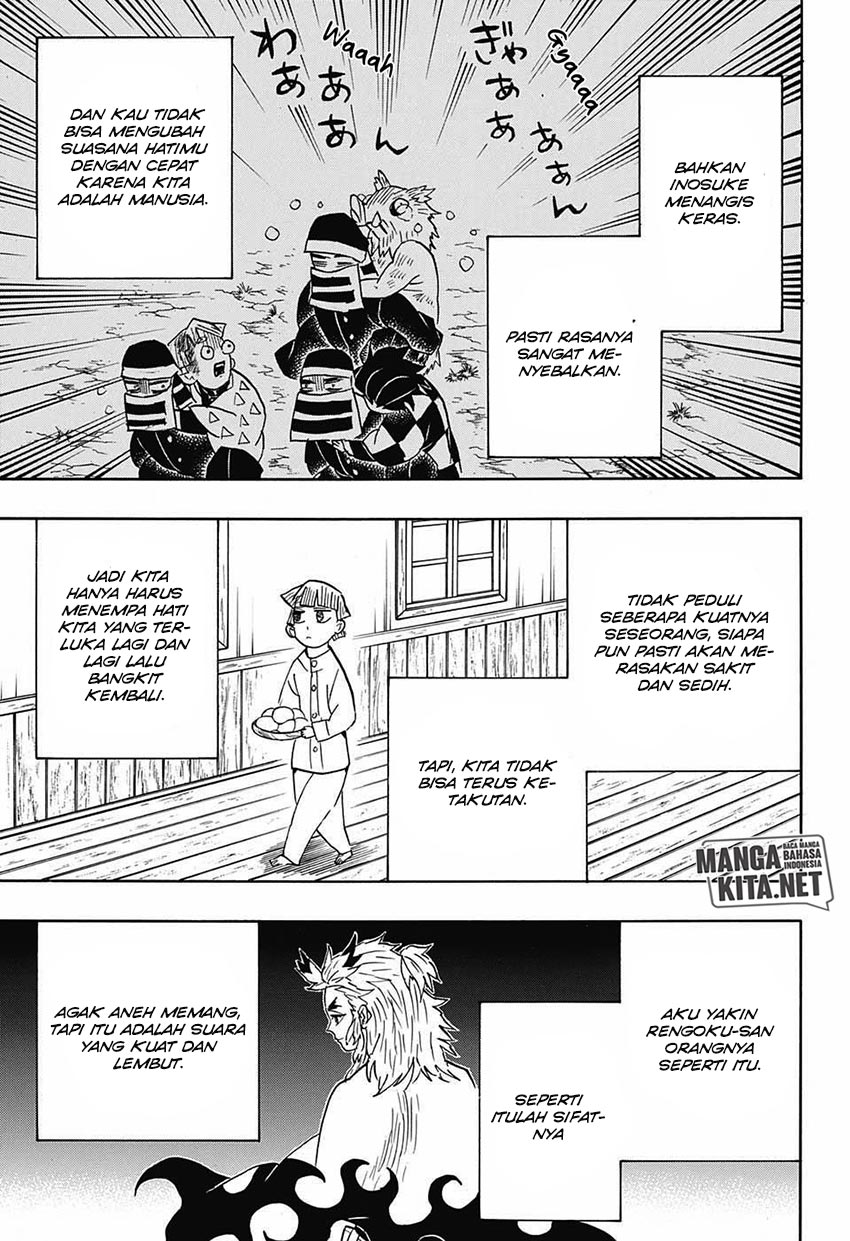 BAHKAN
INOSUKE
MENANGIS
KERAS.
Gyaaaa
ぎゃあああぁん
Waaah
わぁあぁん
PASTI RASANYA
SANGAT ME-
NYEBALKAN.
DAN KAU TIDAK
BISA MENGUBAH
SUASANA HATIMU
DENGAN CEPAT
KARENA KITA
ADALAH MANUSIA.
TIDAK PEDULI
SEBERAPA KUATNYA
SESEORANG, SIAPA
PUN PASTI AKAN ME-
RASAKAN SAKIT
DAN SEDIH.
TAPI, KITA TIDAK
BISA TERUS KE-
TAKUTAN.
JADI KITA
HANYA HARUS
MENEMPA HATI
KITA YANG TER-
LUKA LAGI DAN
LAGI LALU
BANGKIT
KEMBALI.
MANGA
KITA.NET
BACA MANGA
BAHASA
INDONESIA
AKU YAKIN
RENGOKU-SAN
ORANGNYA
SEPERTI ITU.
SEPERTI
ITULAH SIFAT-
NYA
AGAK ANEH MEMANG,
TAPI ITU ADALAH SUARA
YANG KUAT DAN
LEMBUT.